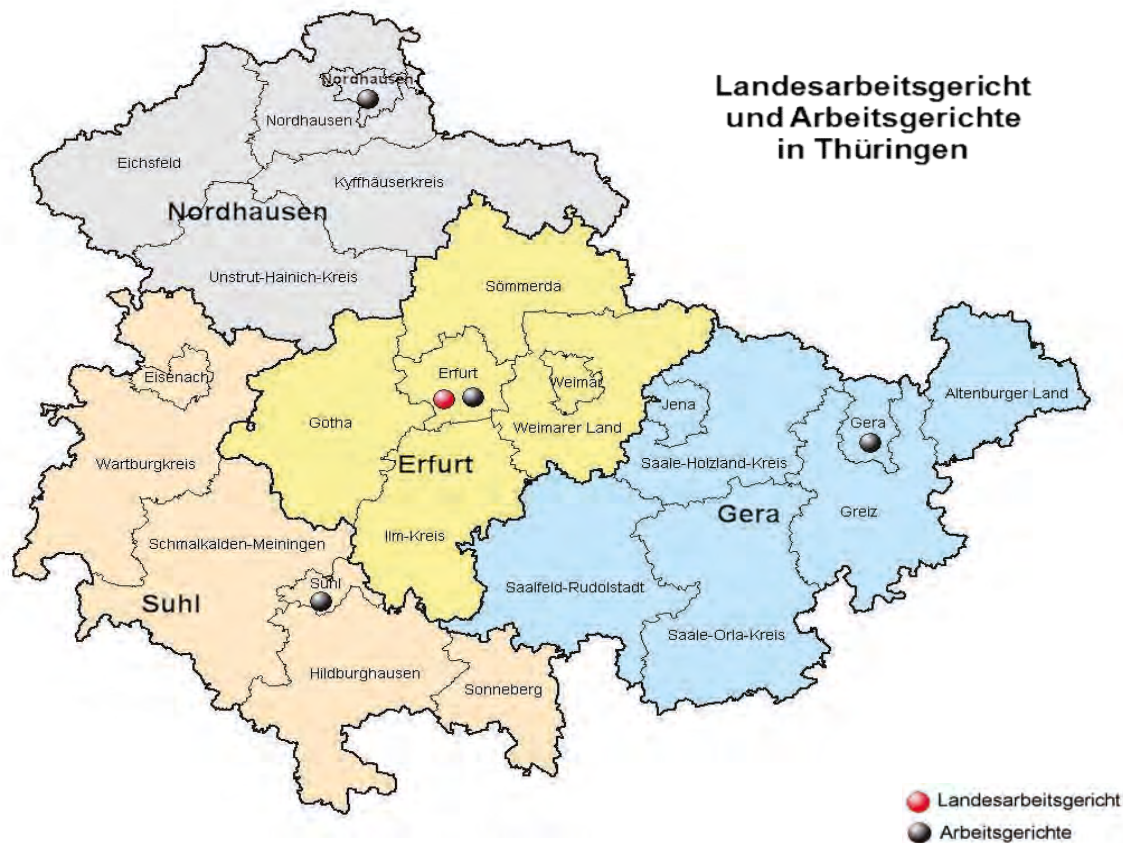 Landesarbeitsgericht
und Arbeitsgerichte
in Thüringen
Nordhausen
Nordhausen
Eichsfeld
Kyffhäuserkreis
Nordhausen
Unstrut-Hainich-Kreis
Sömmerda
Eisenach
Erfurt
Weimar
Gotha
Weimarer Land
Jena
Altenburger Land
Gera
Wartburgkreis
Erfurt
Saale-Holzland-Kreis
Gera
Greiz
Schmalkalden-Meiningen
Ilm-Kreis
Suhl
Suhl
Saalfeld-Rudolstadt
Saale-Orla-Kreis
Hildburghausen
Sonneberg
Landesarbeitsgericht
Arbeitsgerichte